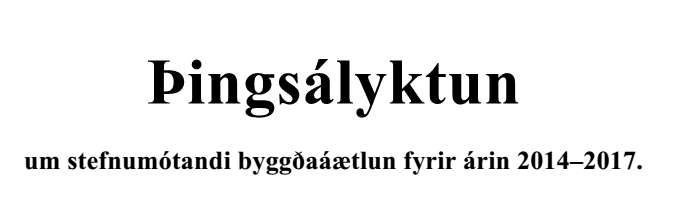 Þingsályktun
um stefnumótandi byggðaáætlun fyrir árin 2014–2017.